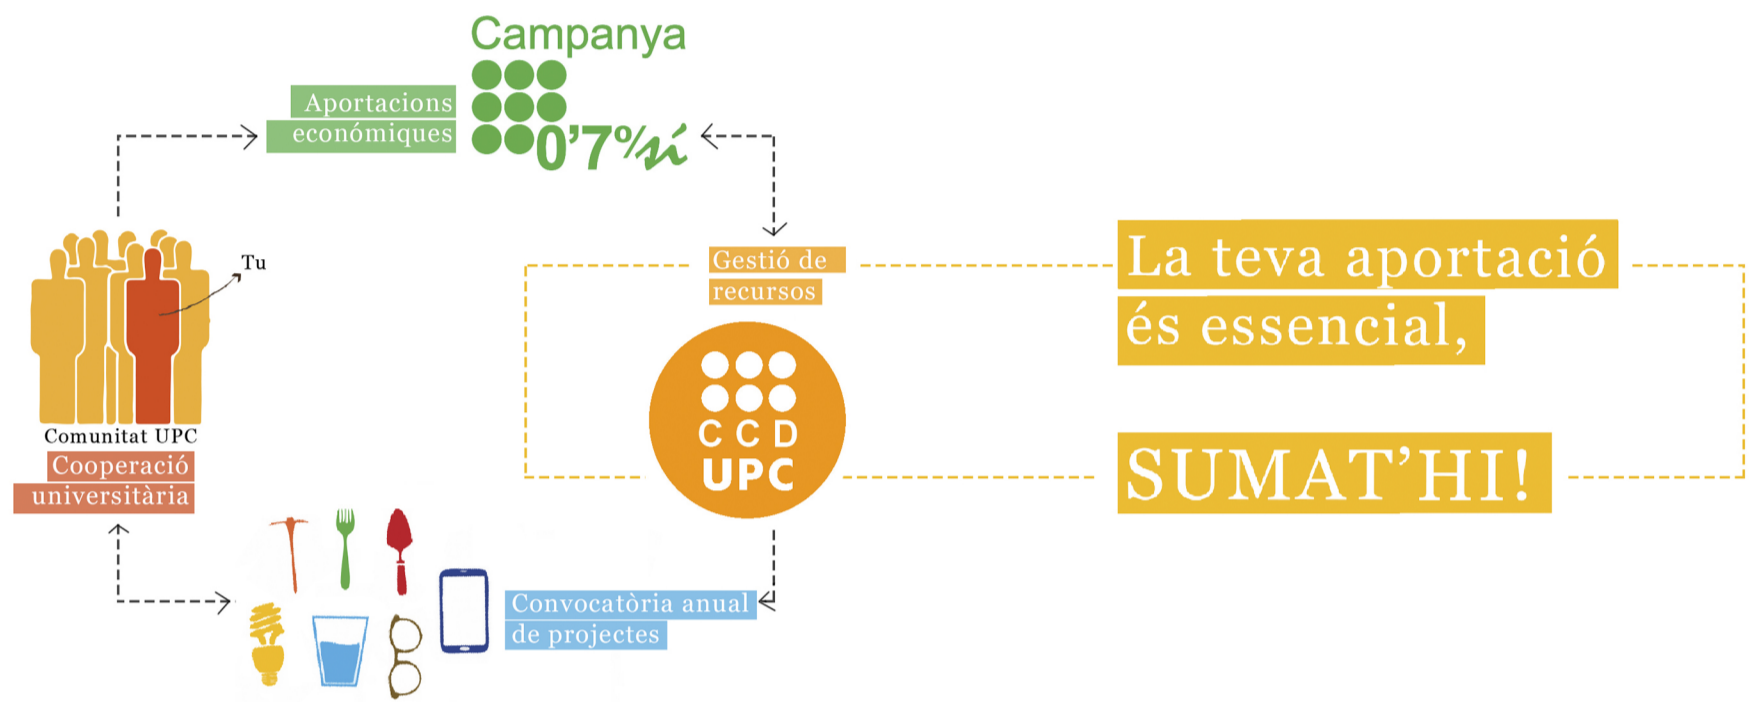 Campanya
Aportacions
económiques
0'7% sí
Tu
Comunitat UPC
Cooperació
universitària
Gestió de
recursos
CCD
UPC
Convocatòria anual
de projectes
La teva aportació
és essencial,
SUMAT'HI!